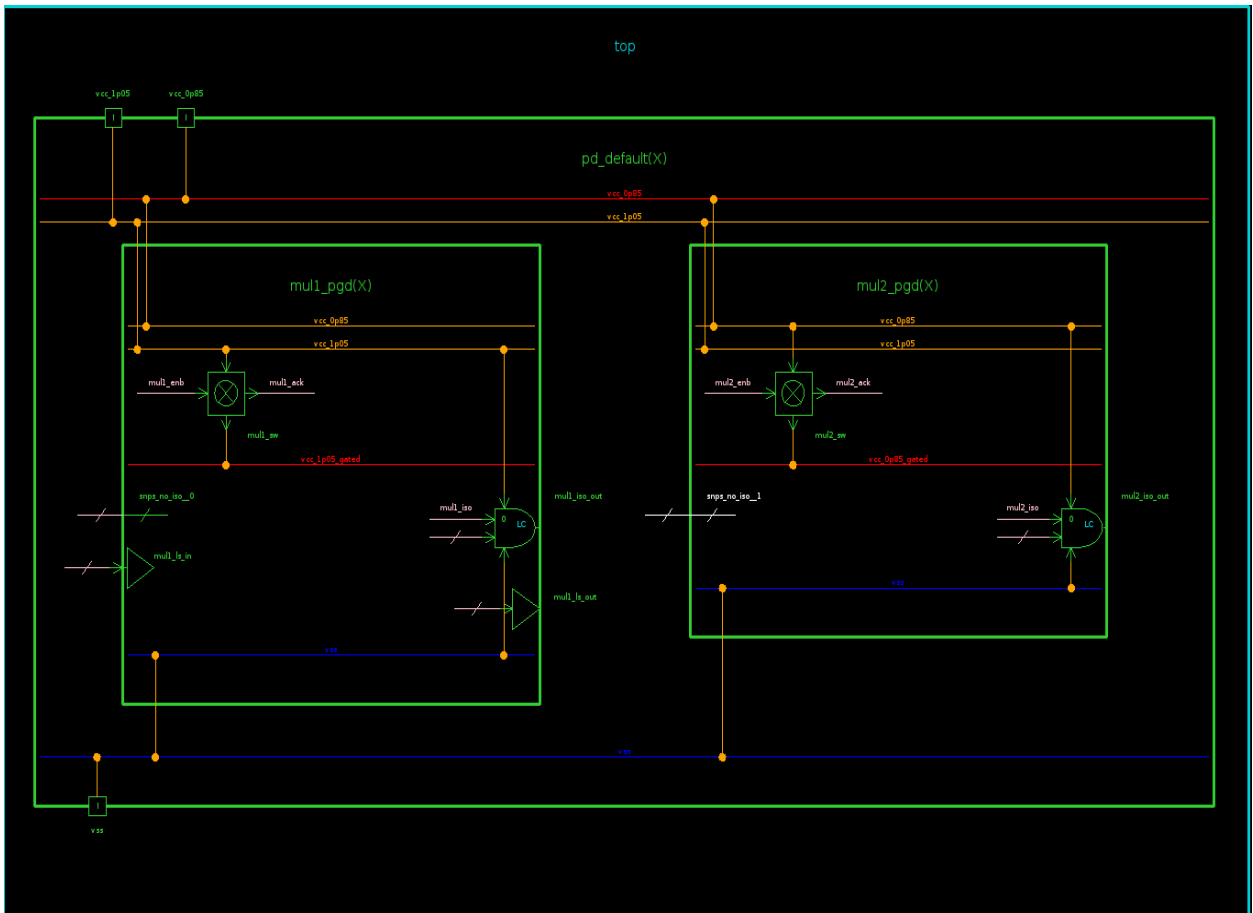 top
vcc_1p05
vcc_0p85
I
I
pd_default(X)
vcc_0p85
vcc_1p05
mul1_pgd(X)
mul2_pgd(X)
vcc_0p85
vcc_0p85
vcc_1p05
vcc_1p05
mul1_enb
mul1_ack
mul2_enb
mul2_ack
mul1_sw
mul2_sw
vcc_1p05_gated
vcc_0p85_gated
snps_no_iso__0
mul1_iso_out
snps_no_iso__1
mul2_iso_out
mul1_iso
0
LC
mul2_iso
0
LC
mul1_ls_in
vss
mul1_ls_out
vss
vss
I
vss